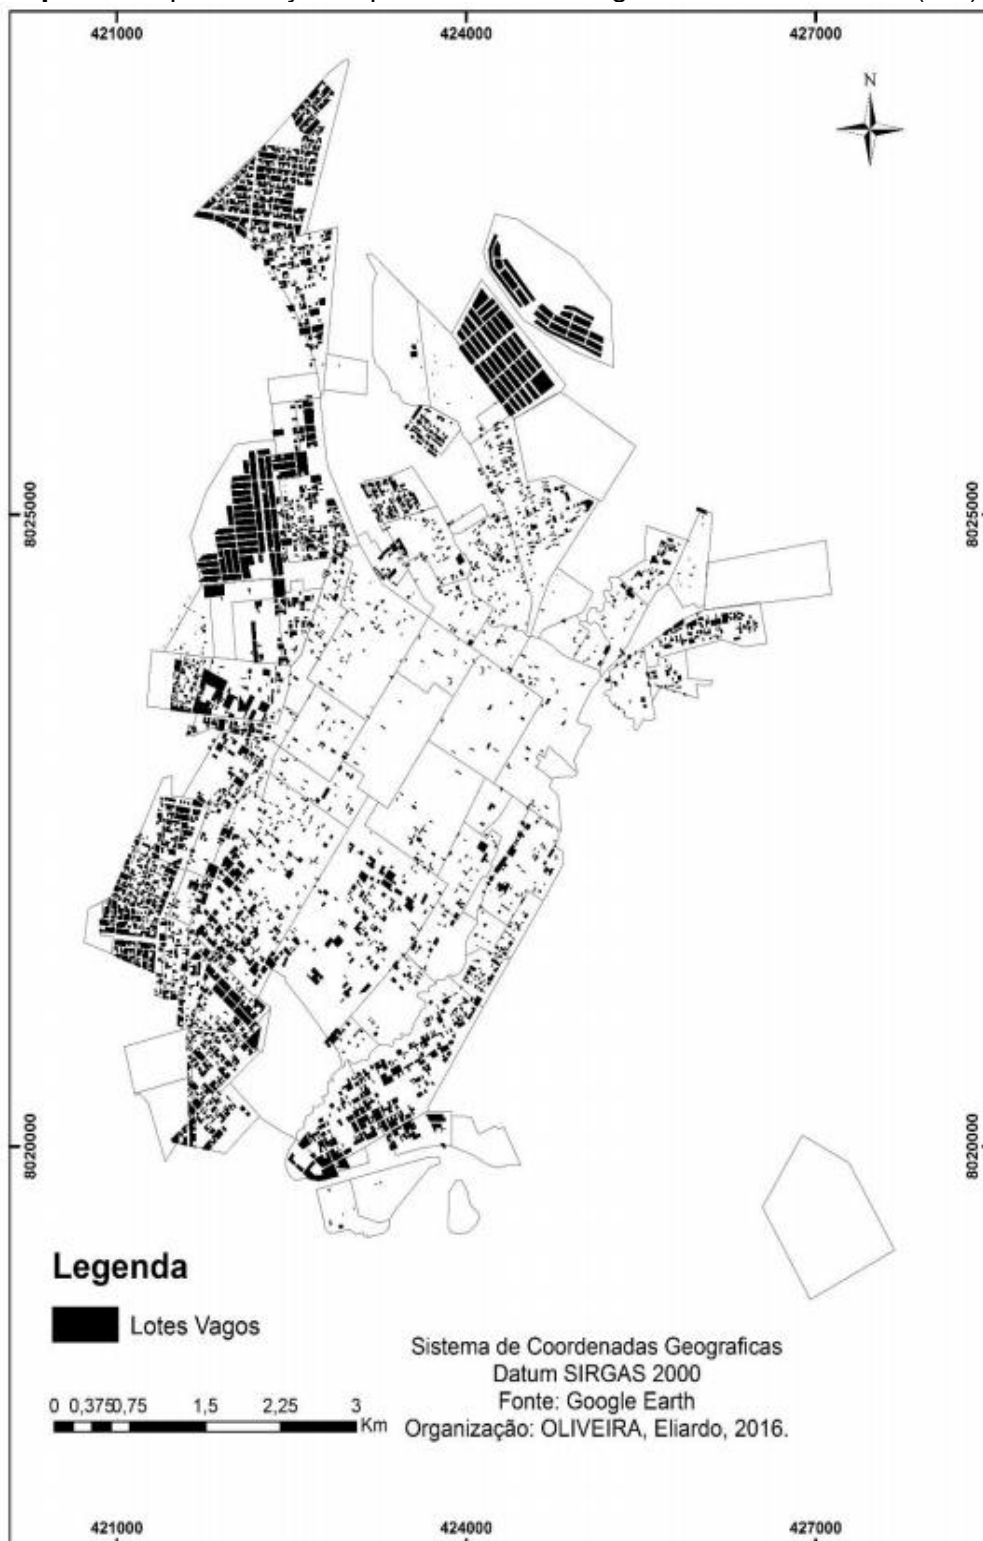 421000 424000 427000
N
8025000 8025000
8020000 8020000
Legenda
Lotes Vagos
Sistema de Coordenadas Geograficas
Datum SIRGAS 2000
Fonte: Google Earth
Organização: OLIVEIRA, Eliardo, 2016.
0 0,375 0,75 1,5 2,25 3
Km
421000 424000 427000